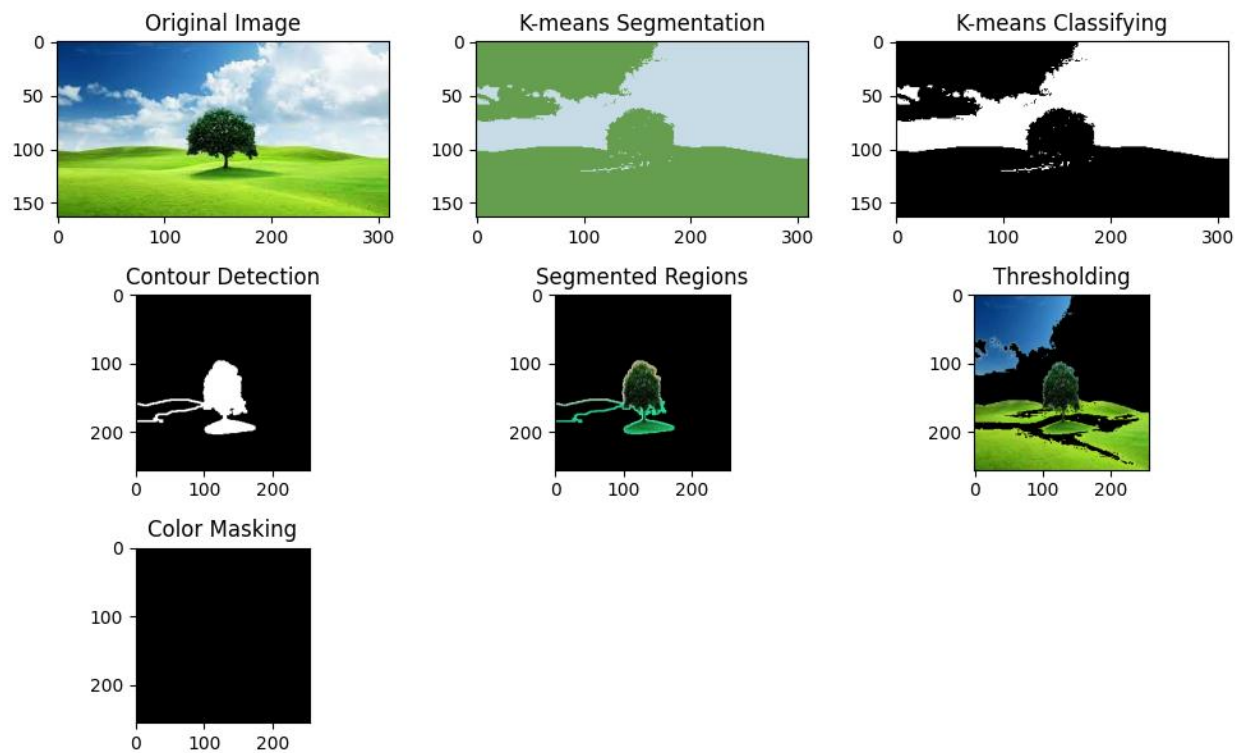 Original Image
K-means Segmentation
K-means Classifying
0
50
100
150
0 100 200 300
0
50
100
150
0 100 200 300
0
50
100
150
0 100 200 300
Contour Detection
Segmented Regions
Thresholding
0
100
200
0 100 200
0
100
200
0 100 200
0
100
200
0 100 200
Color Masking
0
100
200
0 100 200